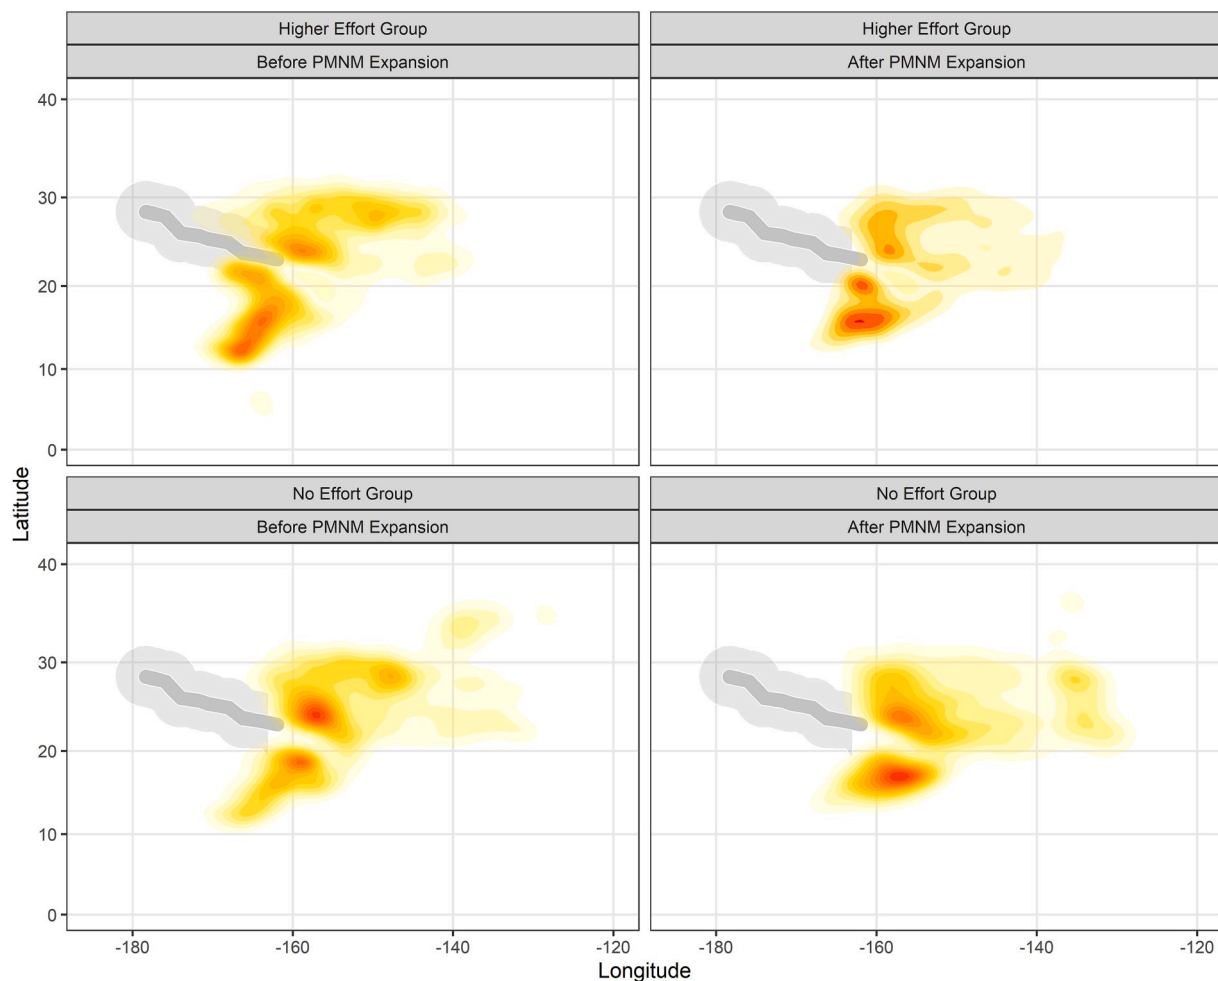 Higher Effort Group
Higher Effort Group
Before PMNM Expansion
After PMNM Expansion
40
30
20
10
0
No Effort Group
No Effort Group
Before PMNM Expansion
After PMNM Expansion
40
30
20
10
0
-180
-160
-140
-120
-180
-160
-140
-120
Longitude
Latitude